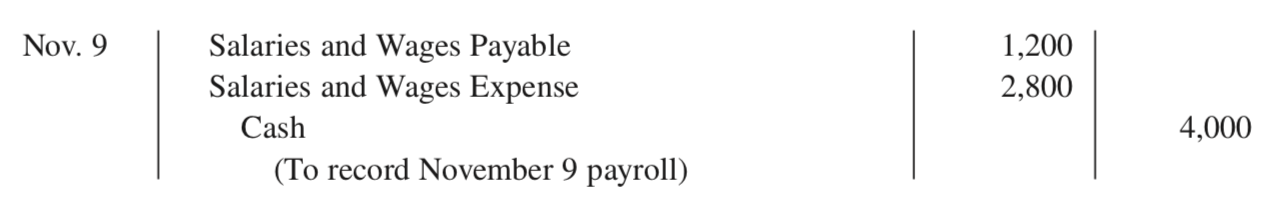 Nov. 9 Salaries and Wages Payable 1,200
Salaries and Wages Expense 2,800
Cash 4,000
(To record November 9 payroll)